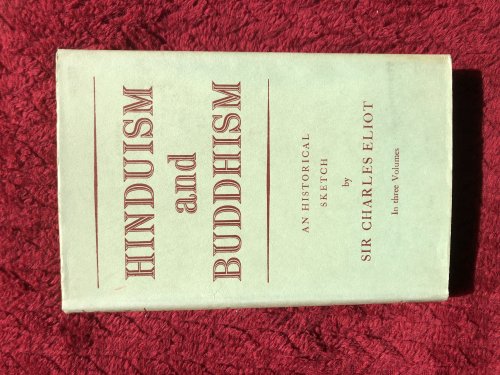 HINDUISM
and
BUDDHISM
AN HISTORICAL
SKETCH
by
SIR CHARLES ELIOT
In three Volumes